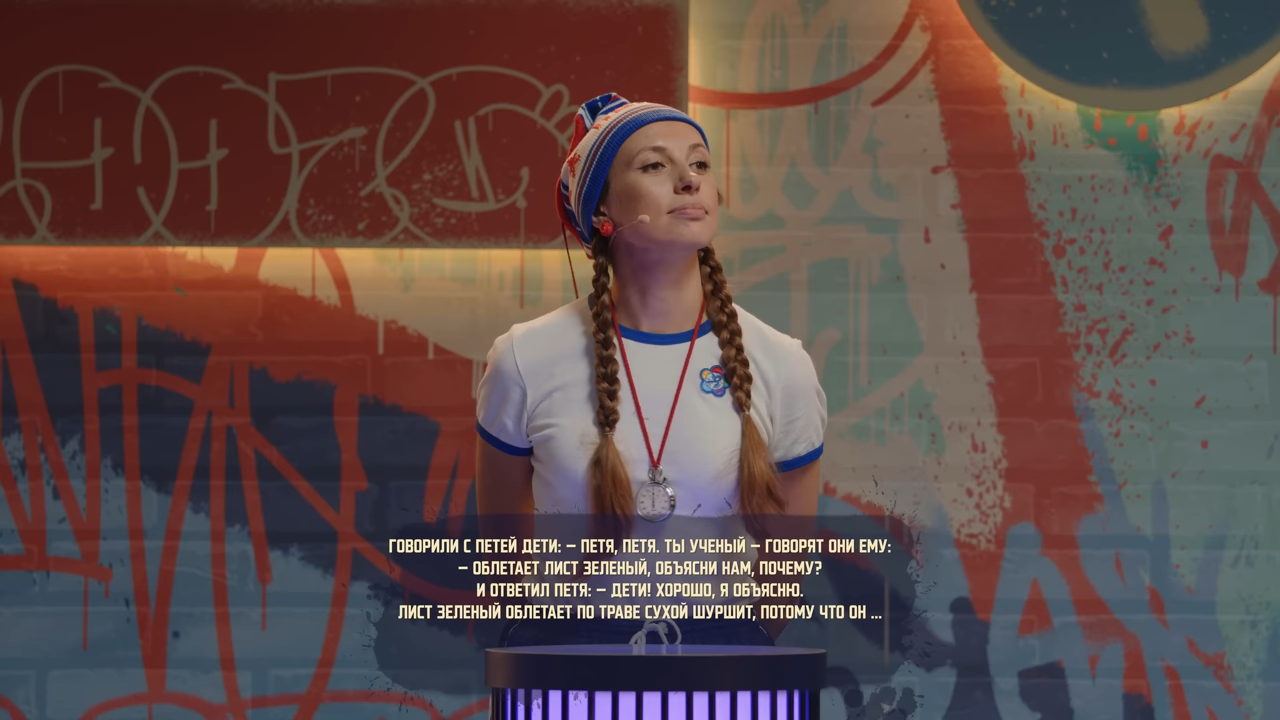 ГОВОРИЛИ С ПЕТЕЙ ДЕТИ: – ПЕТЯ, ПЕТЯ. ТЫ УЧЕНЫЙ – ГОВОРЯТ ОНИ ЕМУ:
– ОБЛЕТАЕТ ЛИСТ ЗЕЛЕНЫЙ, ОБЪЯСНИ НАМ, ПОЧЕМУ?
И ОТВЕТИЛ ПЕТЯ: – ДЕТИ! ХОРОШО, Я ОБЪЯСНЮ.
ЛИСТ ЗЕЛЕНЫЙ ОБЛЕТАЕТ ПО ТРАВЕ СУХОЙ ШУРШИТ, ПОТОМУ ЧТО ОН ...